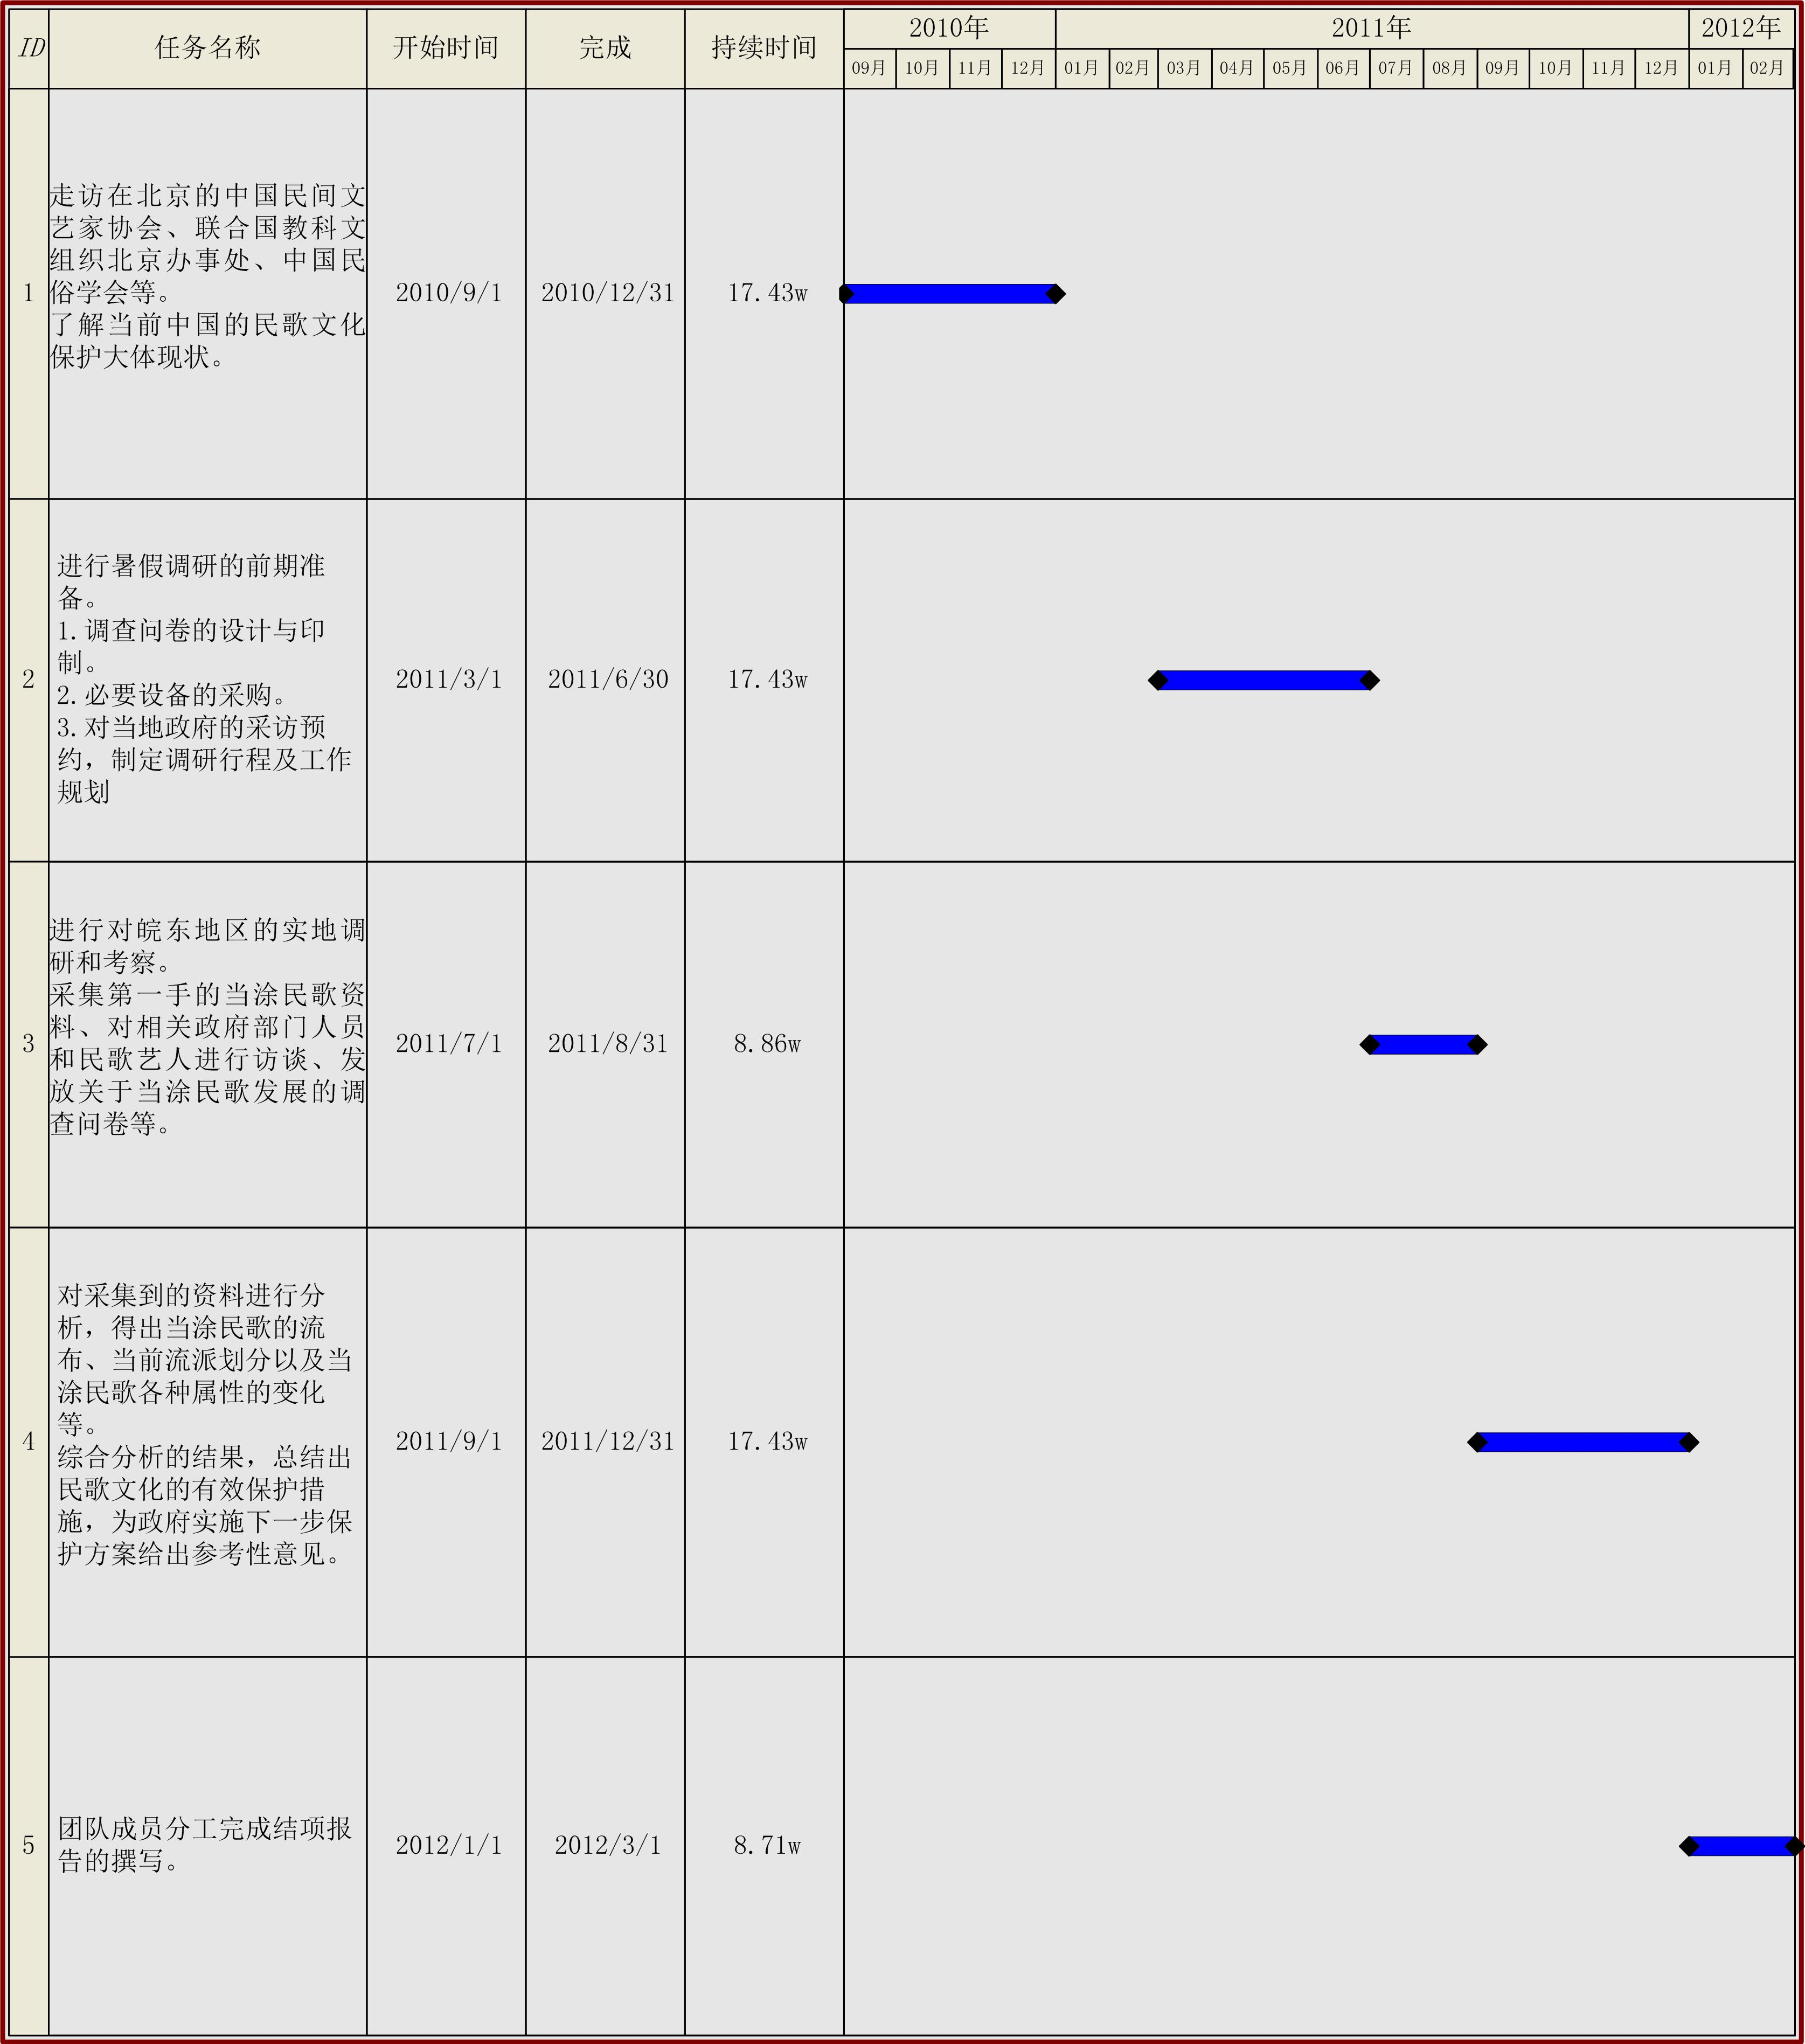 ID 任务名称 开始时间 完成 持续时间 2010年 2011年 2012年
09月 10月 11月 12月 01月 02月 03月 04月 05月 06月 07月 08月 09月 10月 11月 12月 01月 02月
1
走访在北京的中国民间文
艺家协会、联合国教科文
组织北京办事处、中国民
俗学会等。
了解当前中国的民歌文化
保护大体现状。
2010/9/1 2010/12/31 17.43w
2
进行暑假调研的前期准
备。
1.调查问卷的设计与印
制。
2.必要设备的采购。
3.对当地政府的采访预
约，制定调研行程及工作
规划
2011/3/1 2011/6/30 17.43w
3
进行对皖东地区的实地调
研和考察。
采集第一手的当涂民歌资
料、对相关政府部门人员
和民歌艺人进行访谈、发
放关于当涂民歌发展的调
查问卷等。
2011/7/1 2011/8/31 8.86w
4
对采集到的资料进行分
析，得出当涂民歌的流
布、当前流派划分以及当
涂民歌各种属性的变化
等。
综合分析的结果，总结出
民歌文化的有效保护措
施，为政府实施下一步保
护方案给出参考性意见。
2011/9/1 2011/12/31 17.43w
5
团队成员分工完成结项报
告的撰写。
2012/1/1 2012/3/1 8.71w